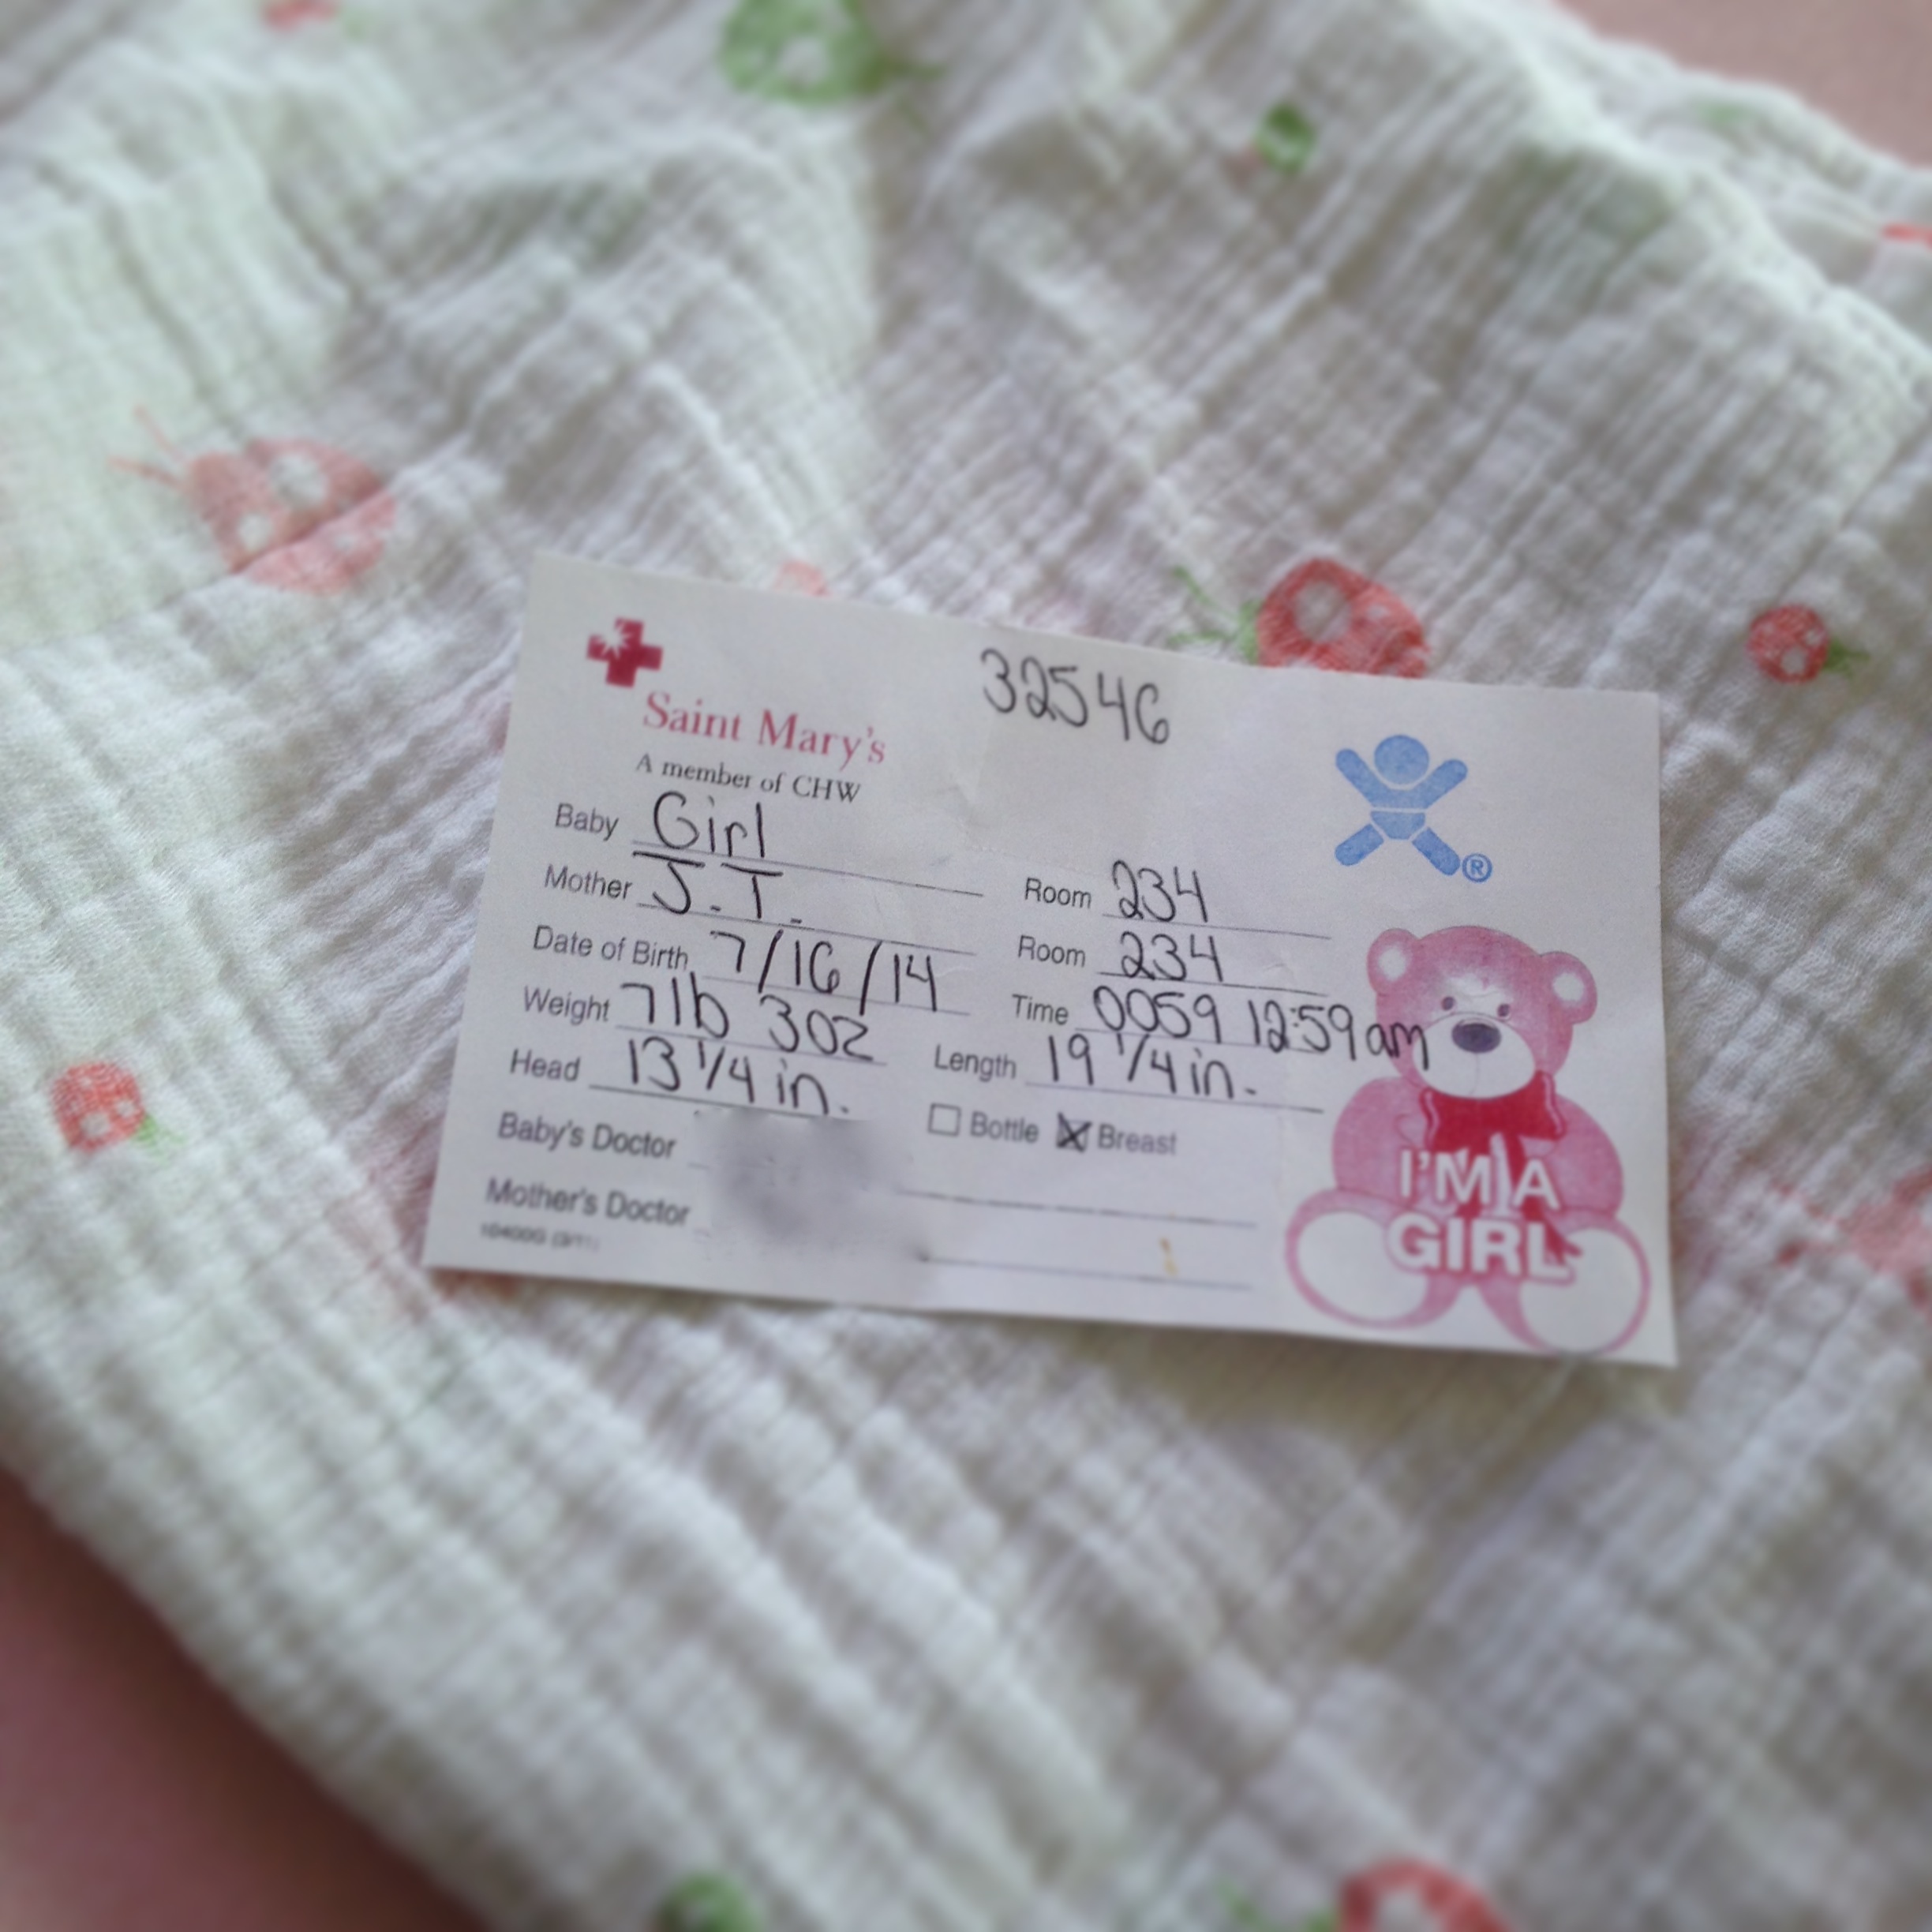 32546
Saint Mary's
A member of CHW
®
Baby Girl Room 234
Mother J.T. Room 234
Date of Birth 7/16/14 Time 0059 12:59am
Weight 7lb 3oz Length 19 1/4 in.
Head 13 1/4 in. Bottle Breast
Baby's Doctor
Mother's Doctor
I'M A
GIRL